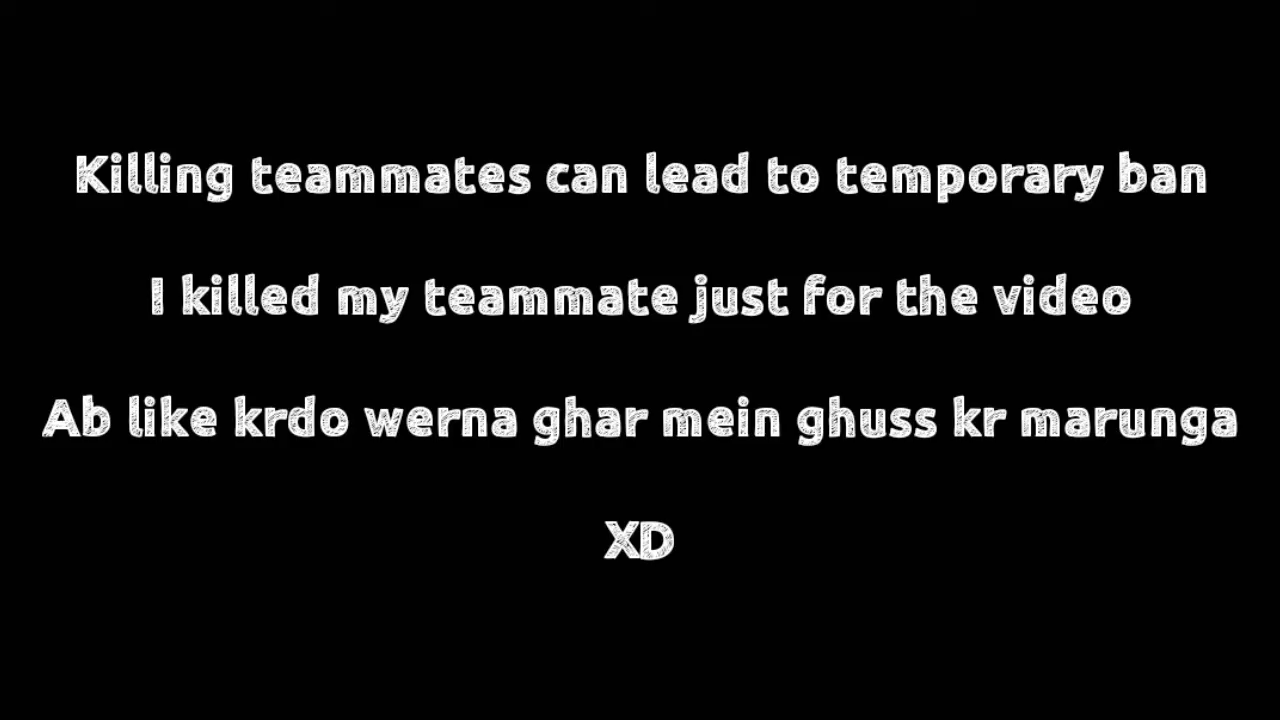 Killing teammates can lead to temporary ban
I killed my teammate just for the video
Ab like krdo werna ghar mein ghuss kr marunga
XD